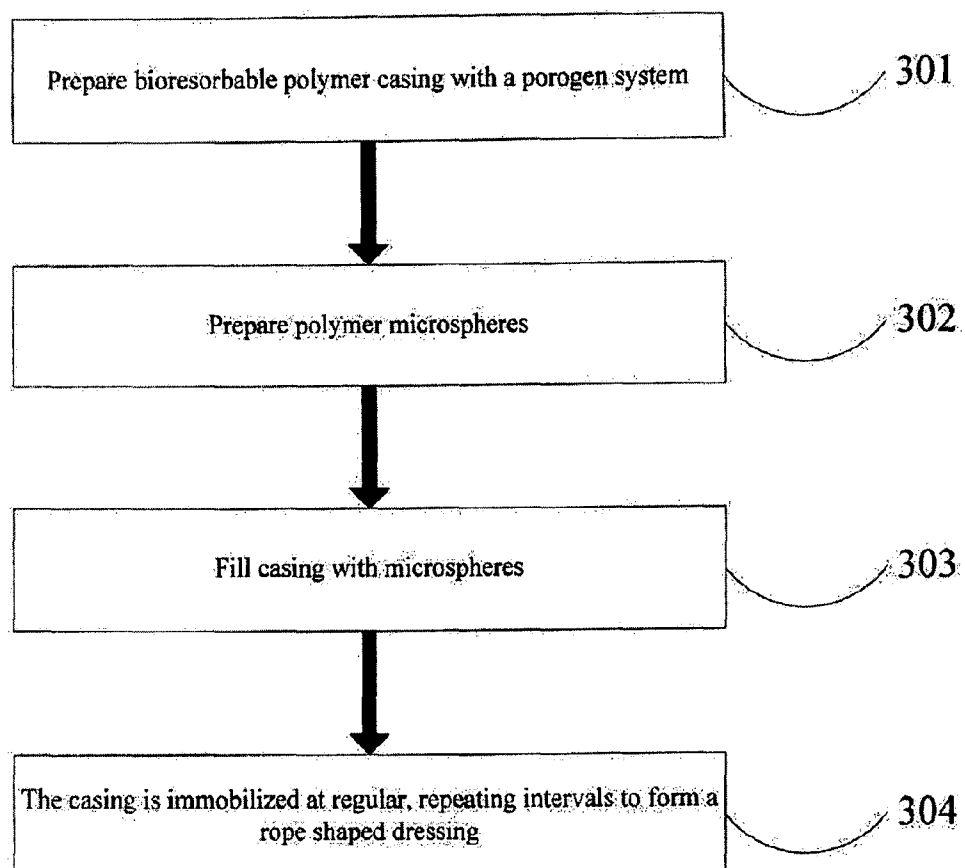 Prepare bioresorbable polymer casing with a porogen system
301
Prepare polymer microspheres
302
Fill casing with microspheres
303
The casing is immobilized at regular, repeating intervals to form a
rope shaped dressing
304